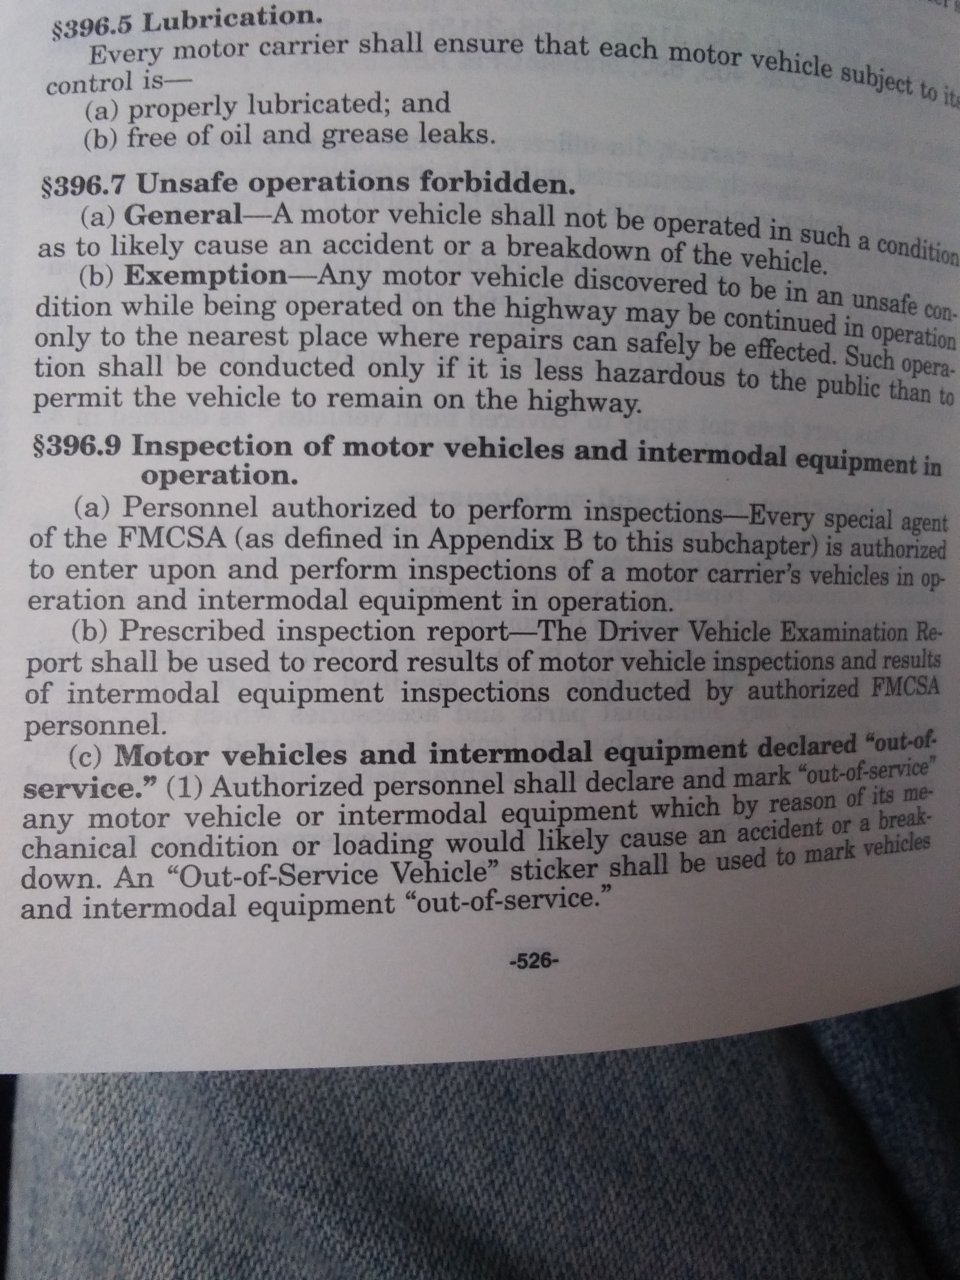 §396.5 Lubrication.
Every motor carrier shall ensure that each motor vehicle subject to its
control is—
(a) properly lubricated; and
(b) free of oil and grease leaks.
§396.7 Unsafe operations forbidden.
(a) General—A motor vehicle shall not be operated in such a condition
as to likely cause an accident or a breakdown of the vehicle.
(b) Exemption—Any motor vehicle discovered to be in an unsafe con-
dition while being operated on the highway may be continued in operation
only to the nearest place where repairs can safely be effected. Such opera-
tion shall be conducted only if it is less hazardous to the public than to
permit the vehicle to remain on the highway.
§396.9 Inspection of motor vehicles and intermodal equipment in
operation.
(a) Personnel authorized to perform inspections—Every special agent
of the FMCSA (as defined in Appendix B to this subchapter) is authorized
to enter upon and perform inspections of a motor carrier's vehicles in op-
eration and intermodal equipment in operation.
(b) Prescribed inspection report—The Driver Vehicle Examination Re-
port shall be used to record results of motor vehicle inspections and results
of intermodal equipment inspections conducted by authorized FMCSA
personnel.
(c) Motor vehicles and intermodal equipment declared "out-of-
service." (1) Authorized personnel shall declare and mark "out-of-service"
any motor vehicle or intermodal equipment which by reason of its me-
chanical condition or loading would likely cause an accident or a break-
down. An "Out-of-Service Vehicle" sticker shall be used to mark vehicles
and intermodal equipment "out-of-service."
-526-